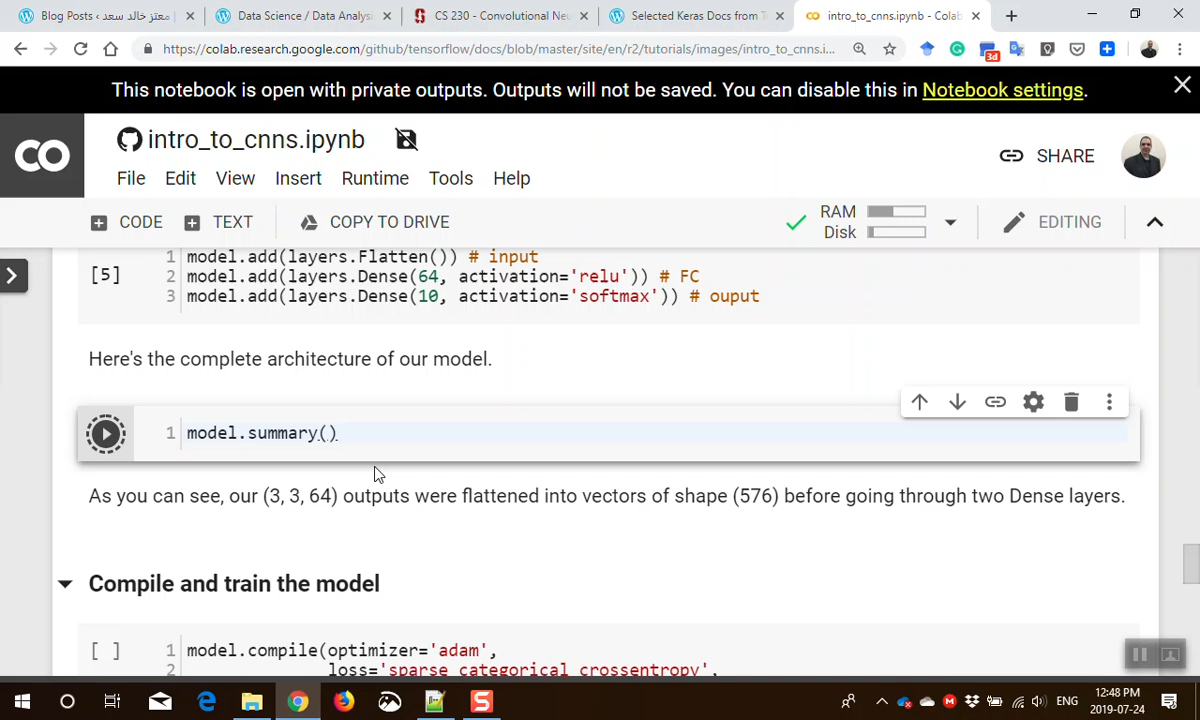 معتز خالد سعد › Blog Posts
Data Science / Data Analysi
CS 230 - Convolutional Neu
Selected Keras Docs from T
intro_to_cnns.ipynb - Colab
https://colab.research.google.com/github/tensorflow/docs/blob/master/site/en/r2/tutorials/images/intro_to_cnns.i...
3d
This notebook is open with private outputs. Outputs will not be saved. You can disable this in Notebook settings.
CO
intro_to_cnns.ipynb
SHARE
File Edit View Insert Runtime Tools Help
CODE TEXT COPY TO DRIVE
RAM
Disk
EDITING
[5]
1 model.add(layers.Flatten()) # input
2 model.add(layers.Dense(64, activation='relu')) # FC
3 model.add(layers.Dense(10, activation='softmax')) # ouput
Here's the complete architecture of our model.
1 model.summary()
As you can see, our (3, 3, 64) outputs were flattened into vectors of shape (576) before going through two Dense layers.
Compile and train the model
[ ] 1 model.compile(optimizer='adam',
2 loss='sparse_categorical_crossentropy',
ENG
12:48 PM
2019-07-24